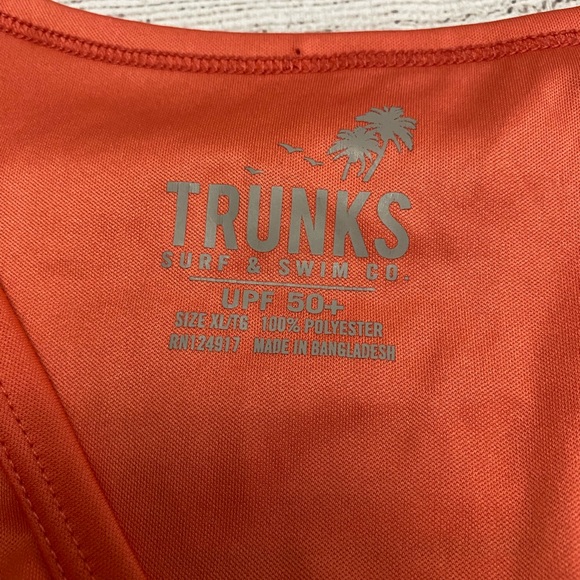 TRUNKS
SURF & SWIM CO.
UPF 50+
SIZE XL/TG 100% POLYESTER
RN124917 MADE IN BANGLADESH